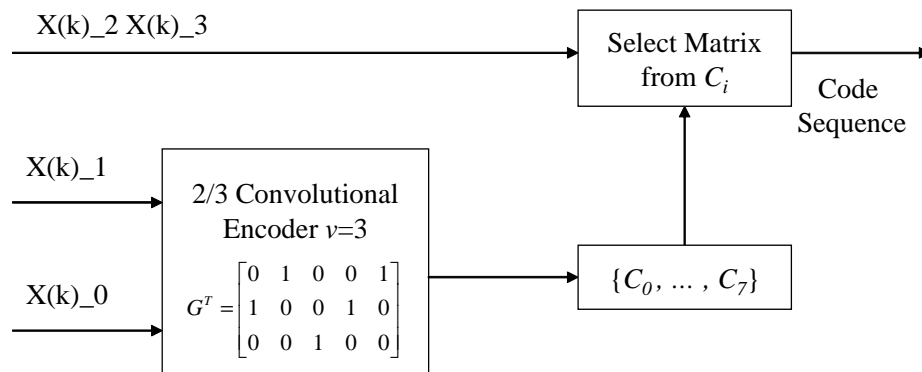 X(k)_2 X(k)_3
Select Matrix
from C_i
Code
Sequence
X(k)_1
2/3 Convolutional
Encoder v=3
G^T = [0 1 0 0 1
1 0 0 1 0
0 0 1 0 0]
X(k)_0
{C_0, ... , C_7}